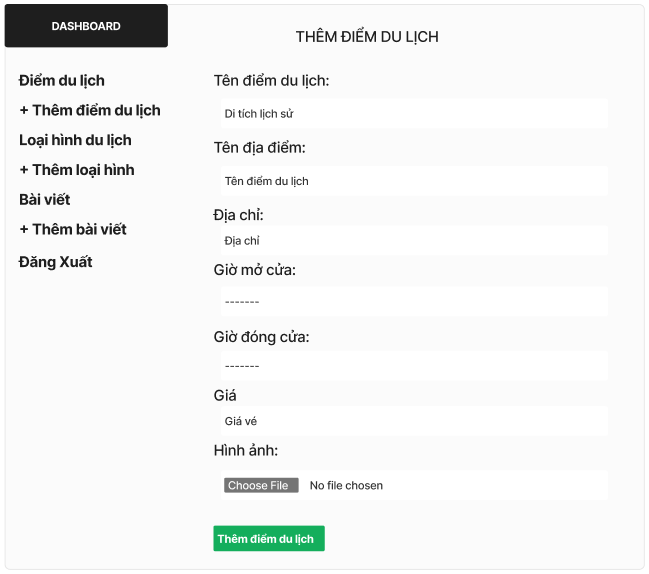 DASHBOARD
THÊM ĐIỂM DU LỊCH
Điểm du lịch
+ Thêm điểm du lịch
Loại hình du lịch
+ Thêm loại hình
Bài viết
+ Thêm bài viết
Đăng Xuất
Tên điểm du lịch:
Di tích lịch sử
Tên địa điểm:
Tên điểm du lịch
Địa chỉ:
Địa chỉ
Giờ mở cửa:
-------
Giờ đóng cửa:
-------
Giá
Giá vé
Hình ảnh:
Choose File No file chosen
Thêm điểm du lịch